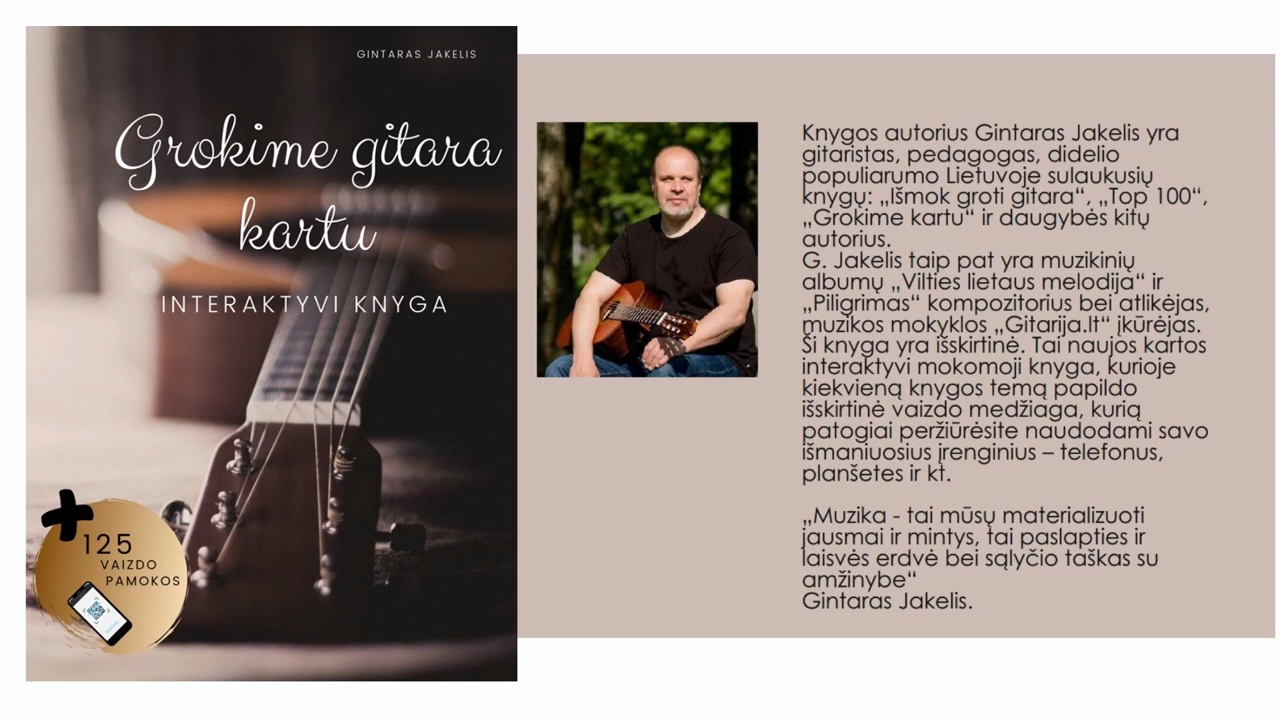 GINTARAS JAKELIS
Grokime gitara
kartu
INTERAKTYVI KNYGA
125
VAIZDO
PAMOKOS
Knygos autorius Gintaras Jakelis yra
gitaristas, pedagogas, didelio
populiarumo Lietuvoje sulaukusių
knygų: „Išmok groti gitara“, „Top 100“,
„Grokime kartu“ ir daugybės kitų
autorius.
G. Jakelis taip pat yra muzikinių
albumų „Vilties lietaus melodija“ ir
„Piligrimas“ kompozitorius bei atlikėjas,
muzikos mokyklos „Gitarija.lt“ įkūrėjas.
Ši knyga yra išskirtinė. Tai naujos kartos
interaktyvi mokomoji knyga, kurioje
kiekvieną knygos temą papildo
išskirtinė vaizdo medžiaga, kurią
patogiai peržiūrėsite naudodami savo
išmaniuosius įrenginius – telefonus,
planšetes ir kt.
„Muzika - tai mūsų materializuoti
jausmai ir mintys, tai paslapties ir
laisvės erdvė bei sąlyčio taškas su
amžinybe“
Gintaras Jakelis.